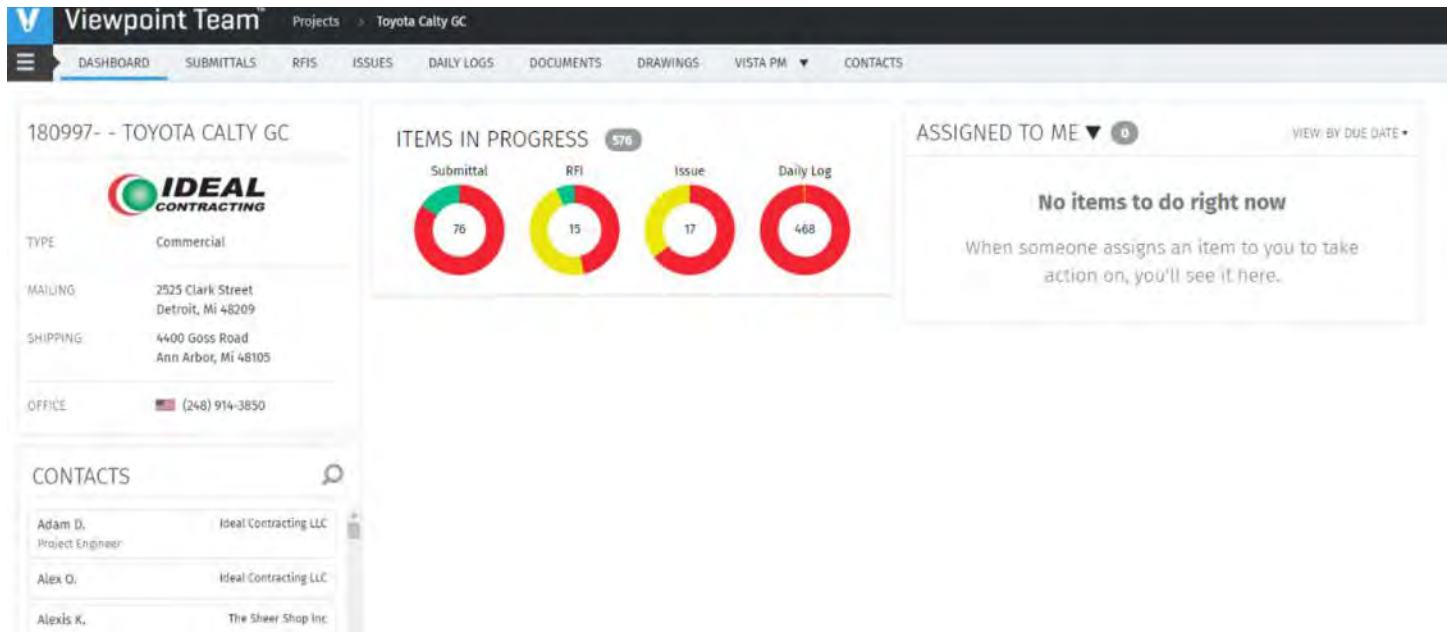 Viewpoint Team™ Projects > Toyota Calty GC
DASHBOARD SUBMITTALS RFIS ISSUES DAILY LOGS DOCUMENTS DRAWINGS VISTA PM ▼ CONTACTS
180997- - TOYOTA CALTY GC
IDEAL
CONTRACTING
TYPE Commercial
MAILING 2525 Clark Street
Detroit, Mi 48209
SHIPPING 4400 Goss Road
Ann Arbor, Mi 48105
OFFICE (248) 914-3850
CONTACTS
Adam D. Ideal Contracting LLC
Project Engineer
Alex O. Ideal Contracting LLC
Alexis K. The Sheer Shop Inc
ITEMS IN PROGRESS 576
Submittal RFI Issue Daily Log
76 15 17 468
ASSIGNED TO ME ▼ 0 VIEW: BY DUE DATE ▾
No items to do right now
When someone assigns an item to you to take
action on, you'll see it here.